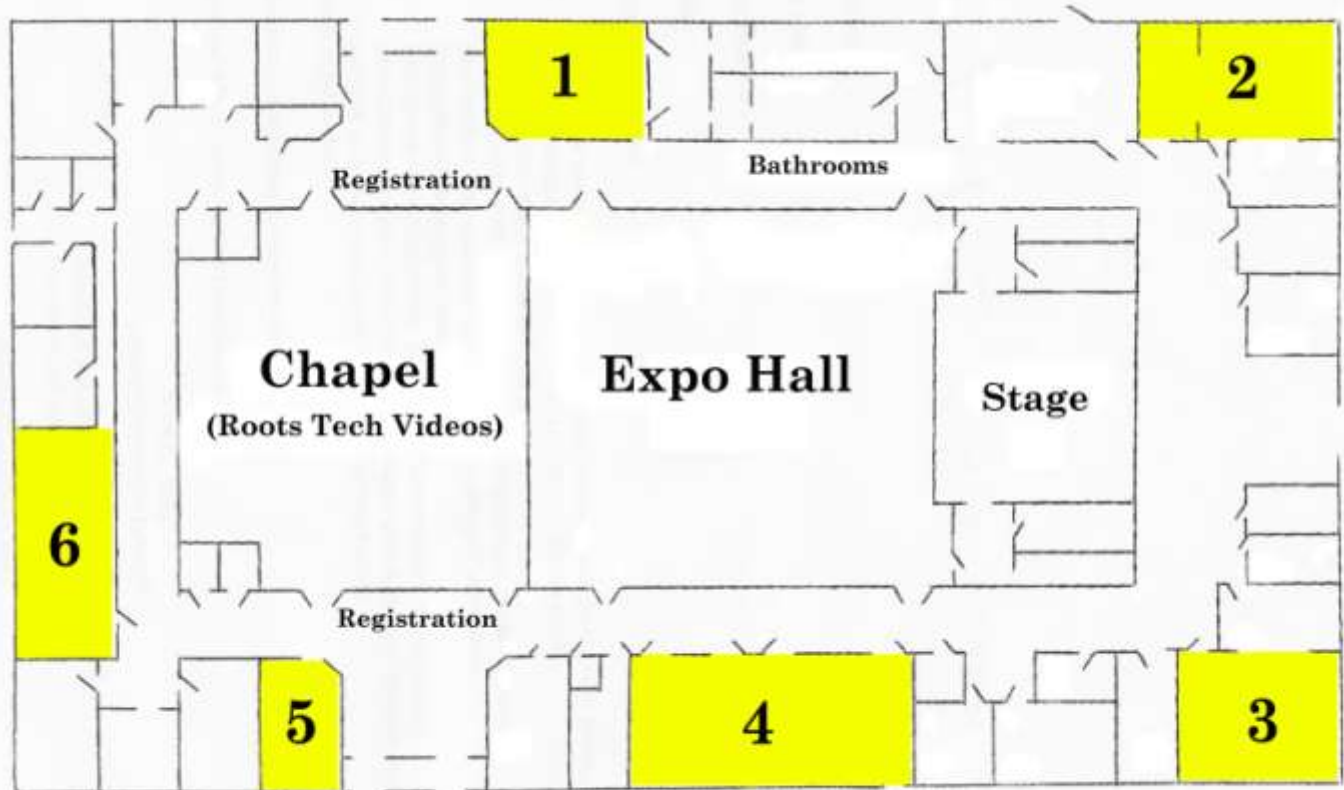 1
2
Bathrooms
Registration
Chapel
(Roots Tech Videos)
Expo Hall
Stage
6
Registration
5
4
3